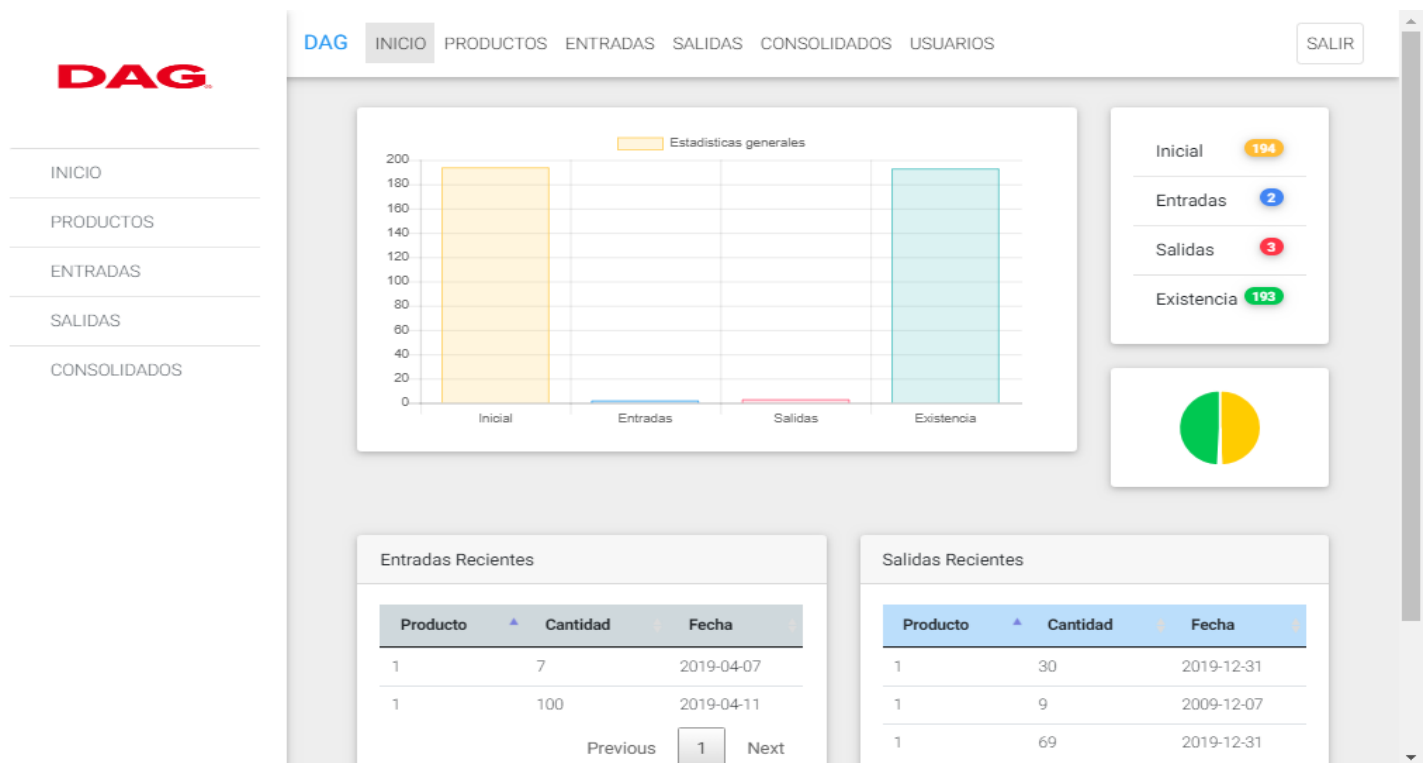 DAG
INICIO
PRODUCTOS
ENTRADAS
SALIDAS
CONSOLIDADOS
DAG INICIO PRODUCTOS ENTRADAS SALIDAS CONSOLIDADOS USUARIOS SALIR
Estadisticas generales
200
180
160
140
120
100
80
60
40
20
0
Inicial Entradas Salidas Existencia
Inicial 194
Entradas 2
Salidas 3
Existencia 193
Entradas Recientes
Producto Cantidad Fecha
1 7 2019-04-07
1 100 2019-04-11
Previous 1 Next
Salidas Recientes
Producto Cantidad Fecha
1 30 2019-12-31
1 9 2009-12-07
1 69 2019-12-31